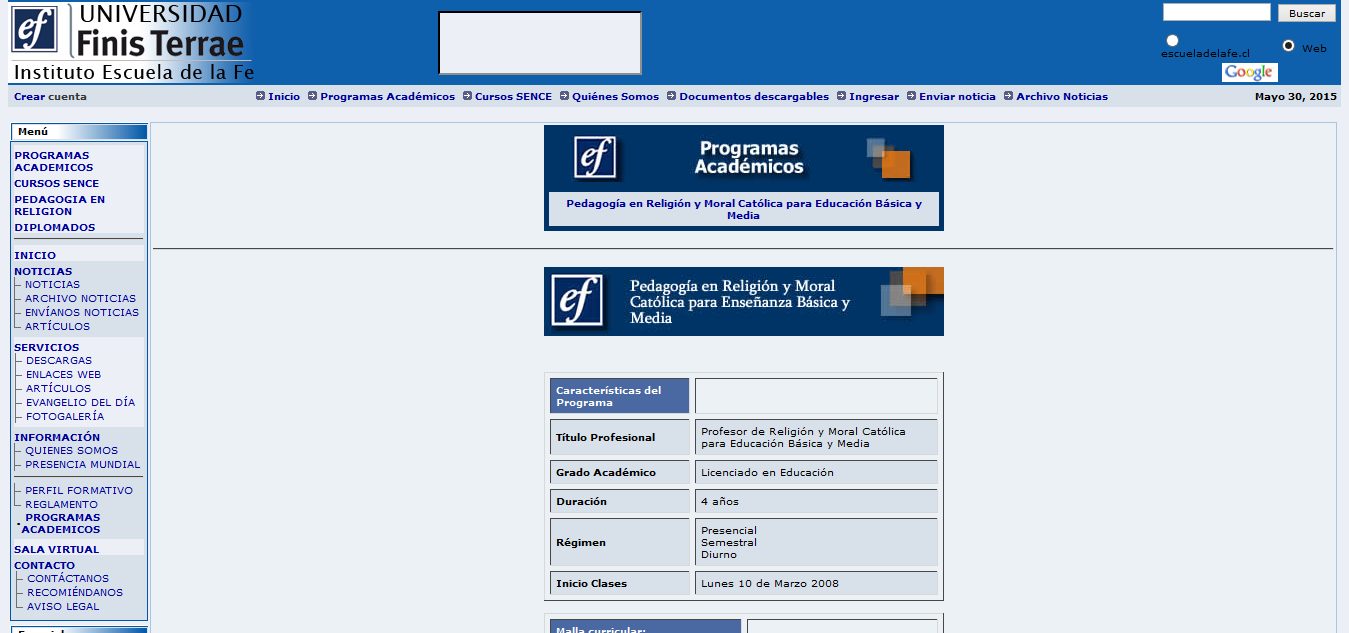 ef
UNIVERSIDAD
Finis Terrae
Instituto Escuela de la Fe
Buscar
escueladelafe.cl
Web
Google
Crear cuenta
Inicio
Programas Académicos
Cursos SENCE
Quiénes Somos
Documentos descargables
Ingresar
Enviar noticia
Archivo Noticias
Mayo 30, 2015
Menú
PROGRAMAS
ACADEMICOS
CURSOS SENCE
PEDAGOGIA EN
RELIGION
DIPLOMADOS
INICIO
NOTICIAS
NOTICIAS
ARCHIVO NOTICIAS
ENVÍANOS NOTICIAS
ARTÍCULOS
SERVICIOS
DESCARGAS
ENLACES WEB
ARTÍCULOS
EVANGELIO DEL DÍA
FOTOGALERÍA
INFORMACIÓN
QUIENES SOMOS
PRESENCIA MUNDIAL
PERFIL FORMATIVO
REGLAMENTO
PROGRAMAS
ACADEMICOS
SALA VIRTUAL
CONTACTO
CONTÁCTANOS
RECOMIÉNDANOS
AVISO LEGAL
ef
Programas
Académicos
Pedagogía en Religión y Moral Católica para Educación Básica y
Media
ef
Pedagogía en Religión y Moral
Católica para Enseñanza Básica y
Media
Características del
Programa
Título Profesional
Profesor de Religión y Moral Católica
para Educación Básica y Media
Grado Académico
Licenciado en Educación
Duración
4 años
Régimen
Presencial
Semestral
Diurno
Inicio Clases
Lunes 10 de Marzo 2008
Malla curricular: